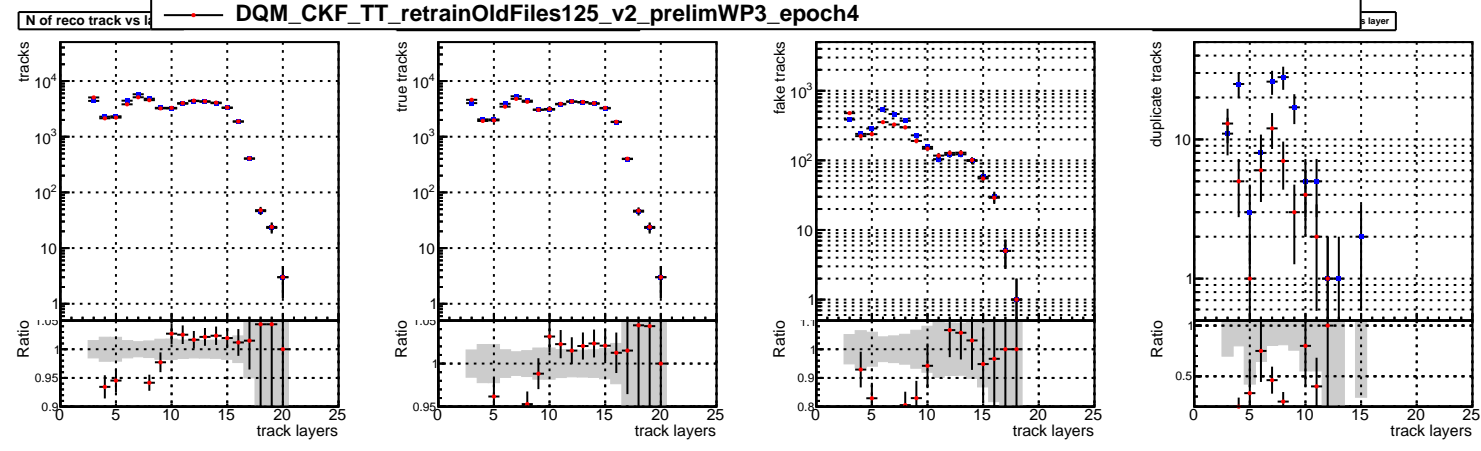 N of reco track vs la
DQM_CKF_TT_retrainOldFiles125_v2_prelimWP3_epoch4
s layer
tracks
10⁴
10³
10²
10
1
Ratio
1.05
1
0.95
0.9
0 5 10 15 20 25
track layers
true tracks
10⁴
10³
10²
10
1
Ratio
1.05
1
0.95
0 5 10 15 20 25
track layers
fake tracks
10³
10²
10
1
Ratio
1.1
1
0.9
0.8
0 5 10 15 20 25
track layers
duplicate tracks
10
1
Ratio
1
0.5
0 5 10 15 20 25
track layers